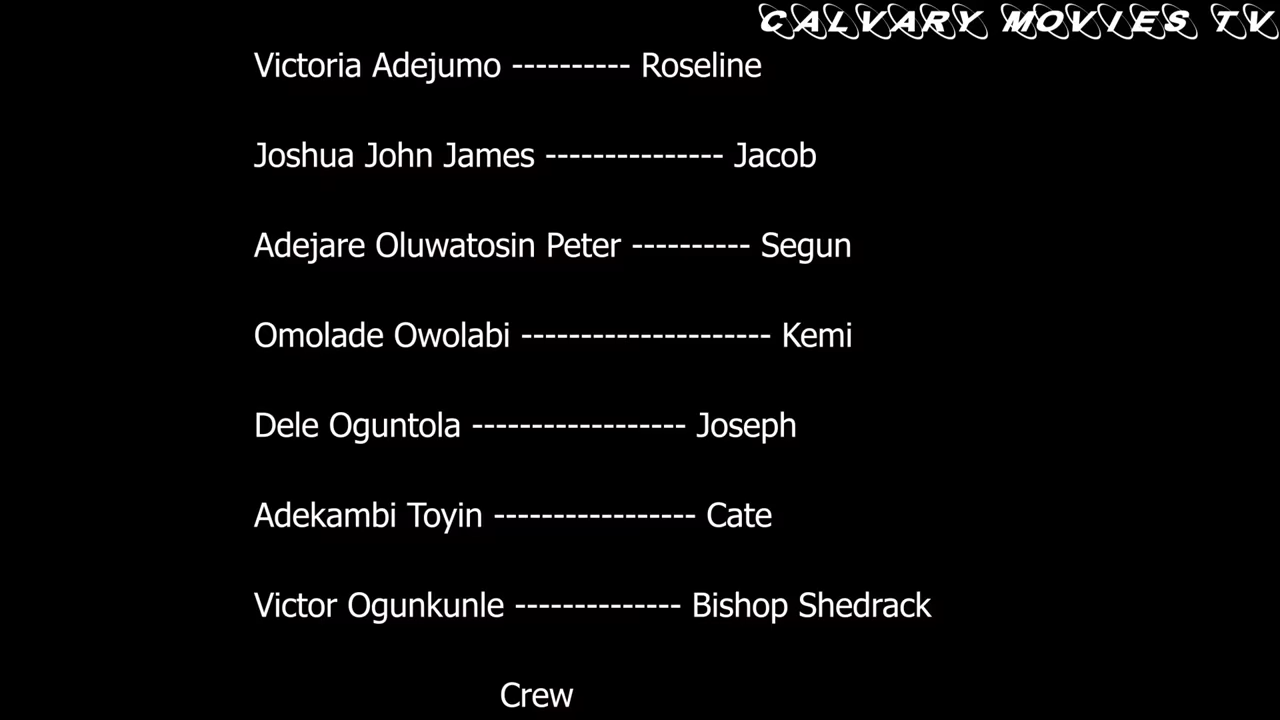 CALVARY MOVIES TV
Victoria Adejumo ---------- Roseline
Joshua John James --------------- Jacob
Adejare Oluwatosin Peter ---------- Segun
Omolade Owolabi --------------------- Kemi
Dele Oguntola ------------------ Joseph
Adekambi Toyin ----------------- Cate
Victor Ogunkunle -------------- Bishop Shedrack
Crew